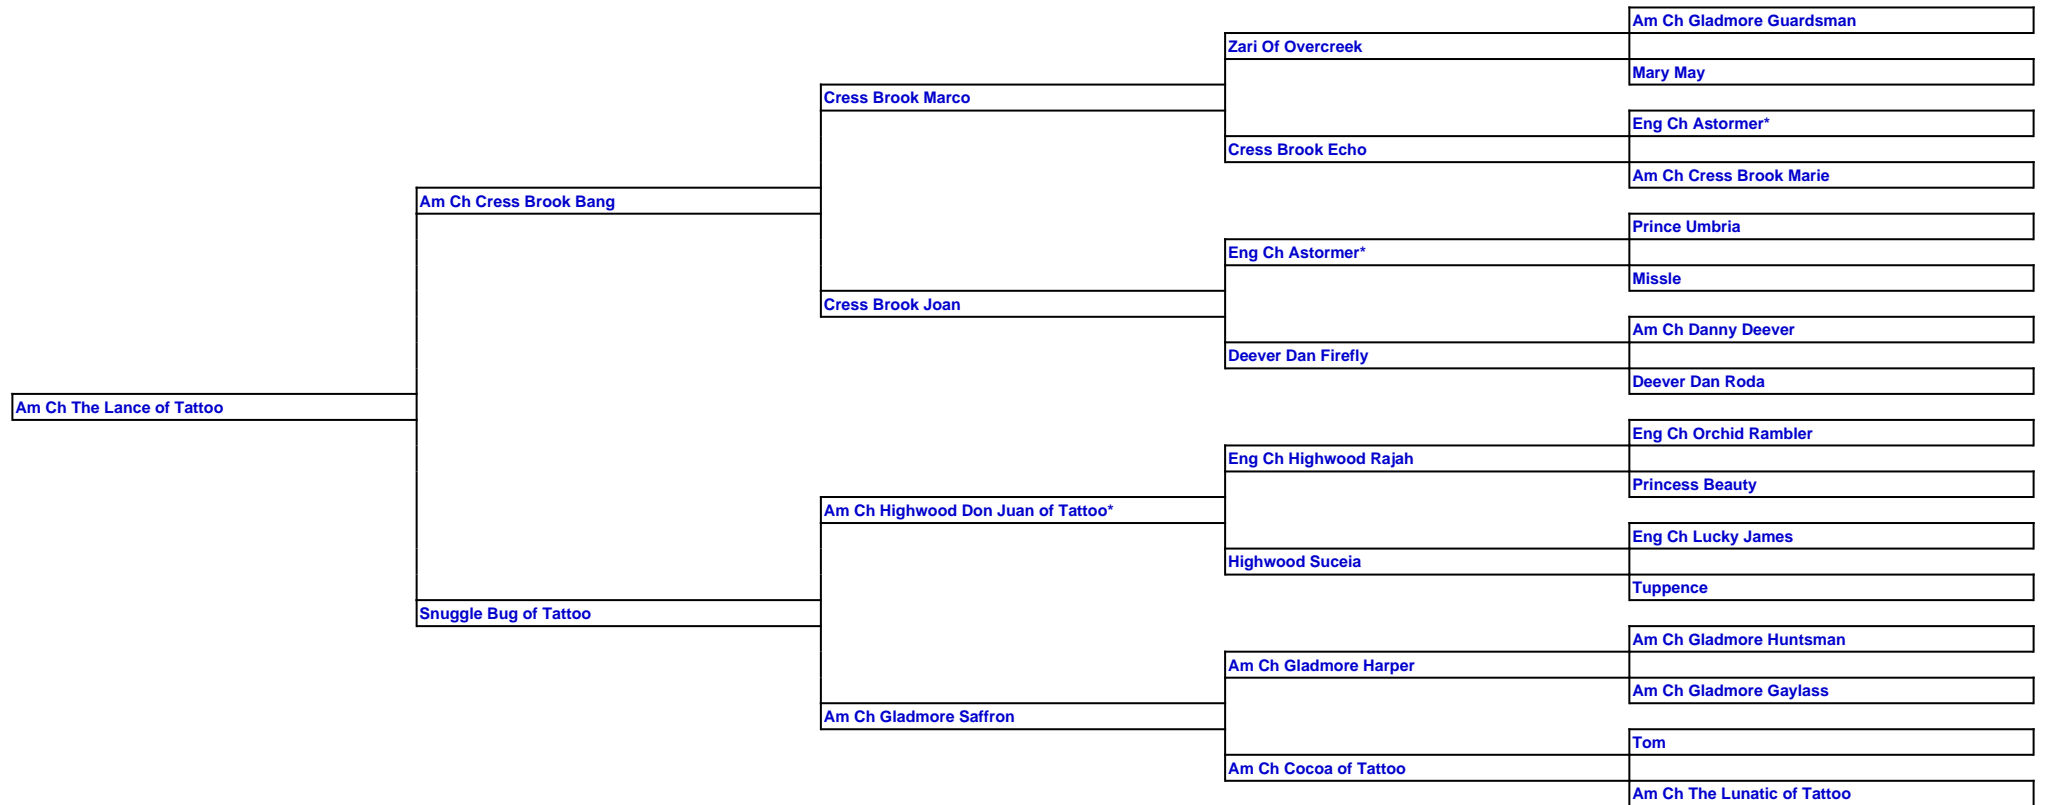 Am Ch Gladmore Guardsman
Zari Of Overcreek
Mary May
Cress Brook Marco
Eng Ch Astormer*
Cress Brook Echo
Am Ch Cress Brook Marie
Am Ch Cress Brook Bang
Prince Umbria
Eng Ch Astormer*
Missle
Cress Brook Joan
Am Ch Danny Deever
Deever Dan Firefly
Deever Dan Roda
Am Ch The Lance of Tattoo
Eng Ch Orchid Rambler
Eng Ch Highwood Rajah
Princess Beauty
Am Ch Highwood Don Juan of Tattoo*
Eng Ch Lucky James
Highwood Suceia
Tuppence
Snuggle Bug of Tattoo
Am Ch Gladmore Huntsman
Am Ch Gladmore Harper
Am Ch Gladmore Gaylass
Am Ch Gladmore Saffron
Tom
Am Ch Cocoa of Tattoo
Am Ch The Lunatic of Tattoo